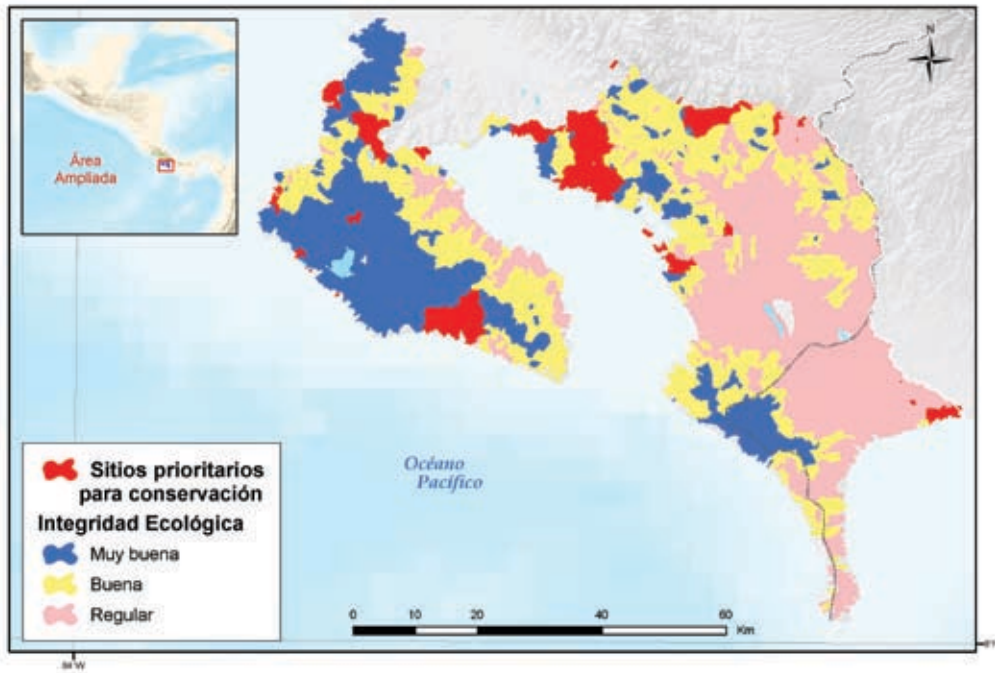 Área
Ampliada
N
Océano
Pacífico
Sitios prioritarios
para conservación
Integridad Ecológica
Muy buena
Buena
Regular
0 10 20 40 60
Km
84°W